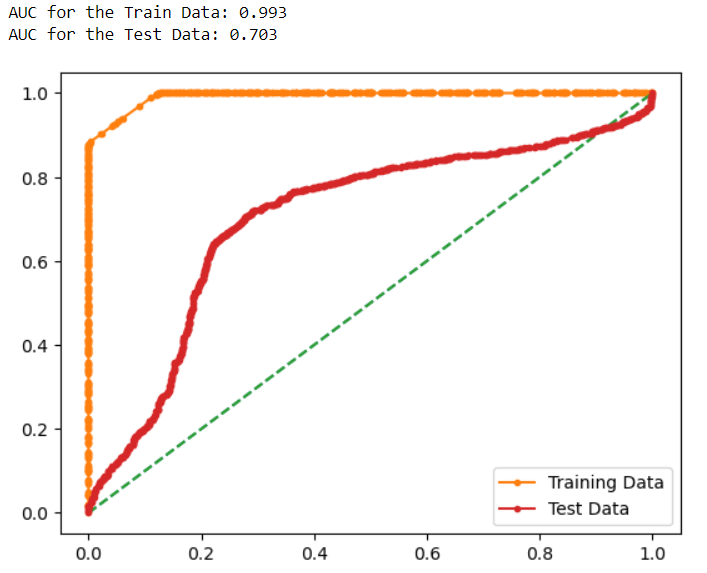 AUC for the Train Data: 0.993
AUC for the Test Data: 0.703
1.0
0.8
0.6
0.4
0.2
0.0
Training Data
Test Data
0.0 0.2 0.4 0.6 0.8 1.0